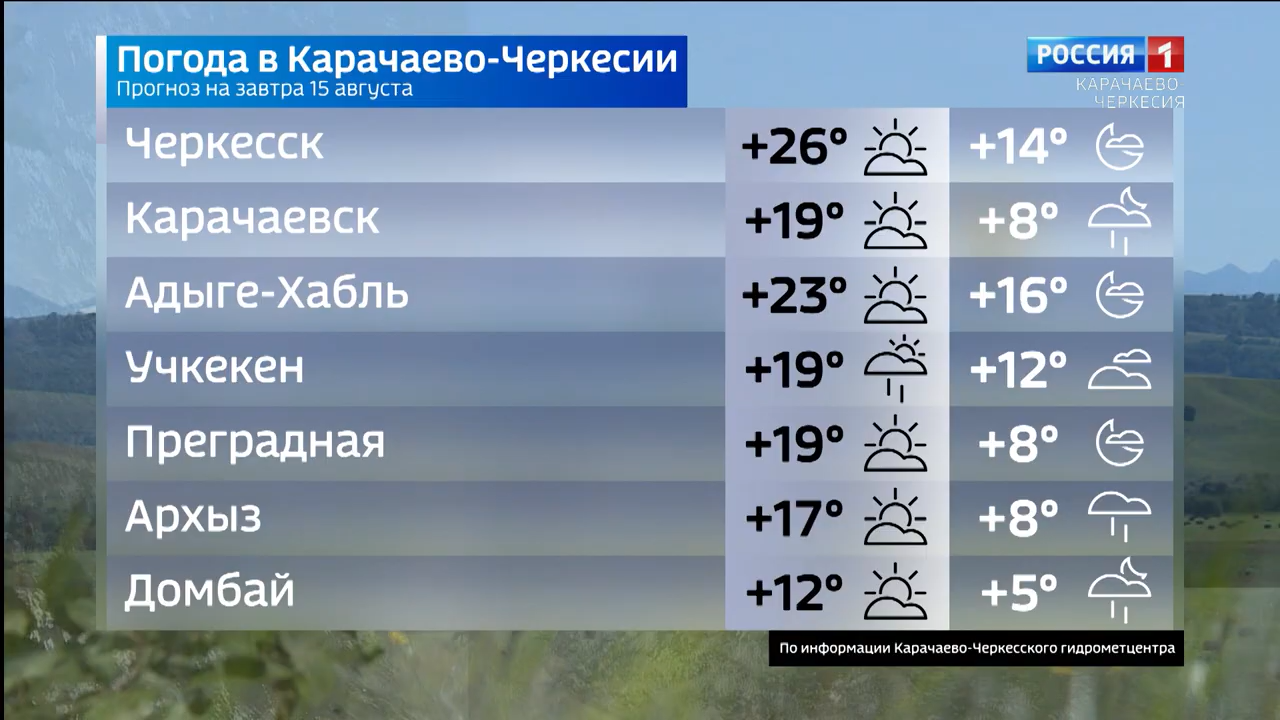 Погода в Карачаево-Черкесии
Прогноз на завтра 15 августа
РОССИЯ 1
КАРАЧАЕВО-
ЧЕРКЕСИЯ
Черкесск +26° +14°
Карачаевск +19° +8°
Адыге-Хабль +23° +16°
Учкекен +19° +12°
Преградная +19° +8°
Архыз +17° +8°
Домбай +12° +5°
По информации Карачаево-Черкесского гидрометцентра